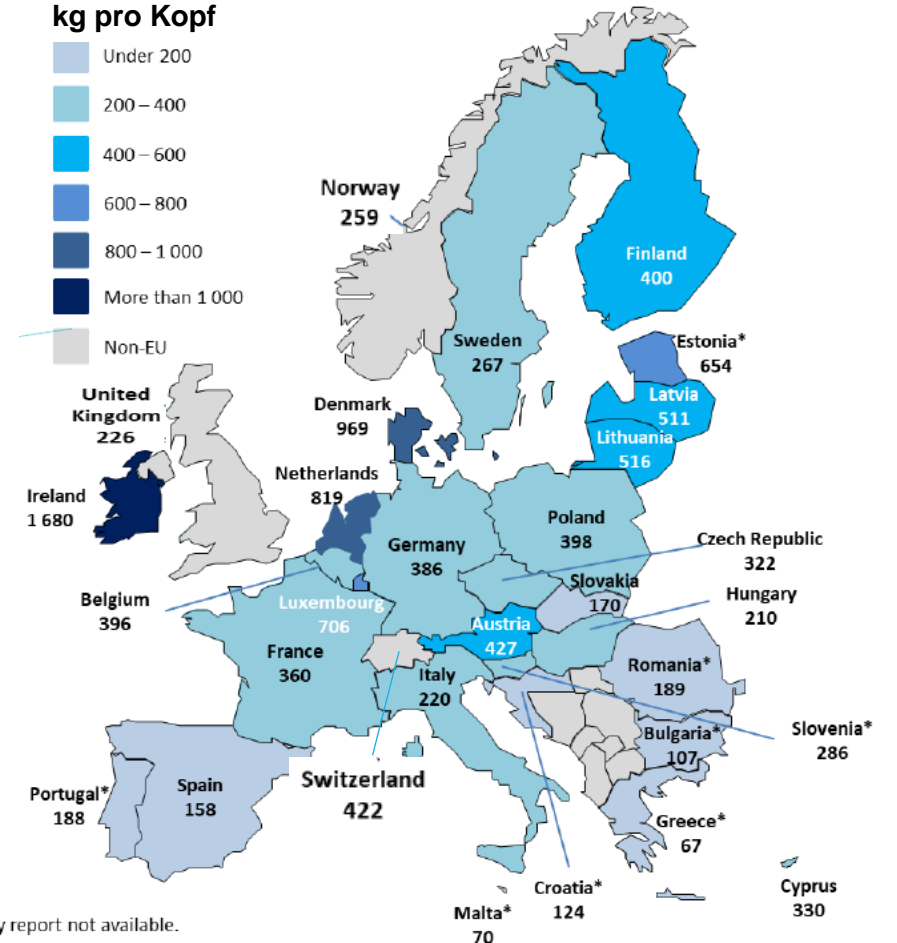 kg pro Kopf
Under 200
200 – 400
400 – 600
600 – 800
800 – 1 000
More than 1 000
Non-EU
Norway
259
Finland
400
Sweden
267
Estonia*
654
Latvia
511
Lithuania
516
United
Kingdom
226
Denmark
969
Netherlands
819
Ireland
1 680
Germany
386
Poland
398
Czech Republic
322
Slovakia
170
Hungary
210
Belgium
396
Luxembourg
706
Austria
427
France
360
Italy
220
Romania*
189
Slovenia*
286
Bulgaria*
107
Switzerland
422
Portugal*
188
Spain
158
Greece*
67
Croatia*
124
Cyprus
330
Malta*
70
y report not available.